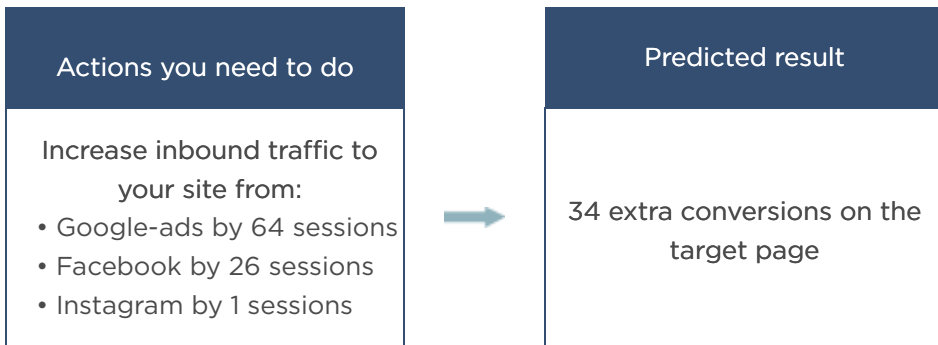 Actions you need to do
Increase inbound traffic to
your site from:
• Google-ads by 64 sessions
• Facebook by 26 sessions
• Instagram by 1 sessions
Predicted result
34 extra conversions on the
target page